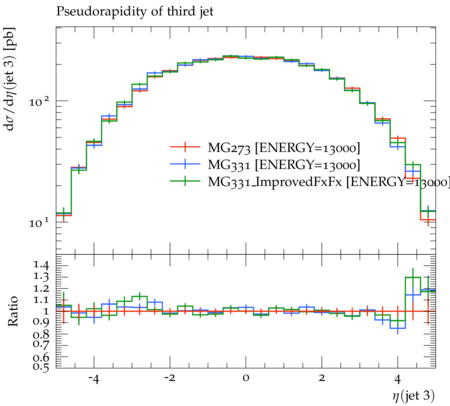 Pseudorapidity of third jet
dσ/dη(jet 3) [pb]
10²
10¹
MG273 [ENERGY=13000]
MG331 [ENERGY=13000]
MG331_ImprovedFxFx [ENERGY=13000]
Ratio
1.4
1.3
1.2
1.1
1
0.9
0.8
0.7
0.6
0.5
-4 -2 0 2 4
η(jet 3)